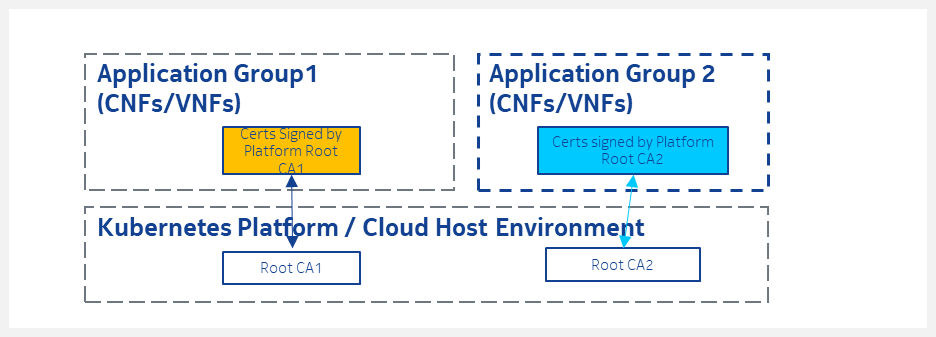 Application Group1
(CNFs/VNFs)
Certs Signed by
Platform Root
CA1
Application Group 2
(CNFs/VNFs)
Certs signed by Platform
Root CA2
Kubernetes Platform / Cloud Host Environment
Root CA1
Root CA2